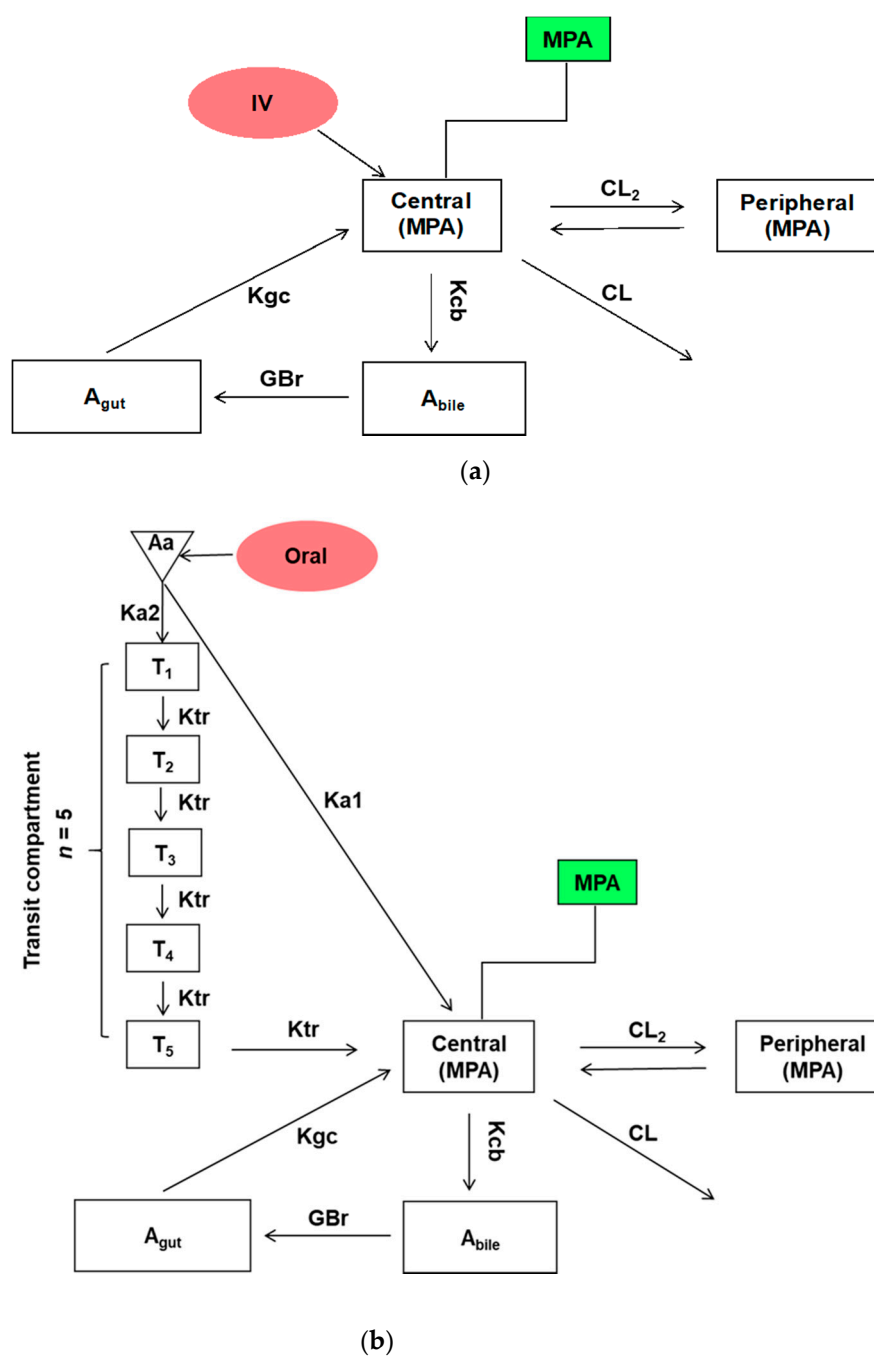 MPA
IV
Central
(MPA)
CL2
Peripheral
(MPA)
Kgc
Kcb
CL
Agut
GBr
Abile
(a)
Aa
Oral
Ka2
T1
Ktr
T2
Ktr
T3
Ktr
T4
Ktr
T5
Transit compartment
n = 5
Ka1
MPA
Ktr
Central
(MPA)
CL2
Peripheral
(MPA)
Kgc
Kcb
CL
Agut
GBr
Abile
(b)